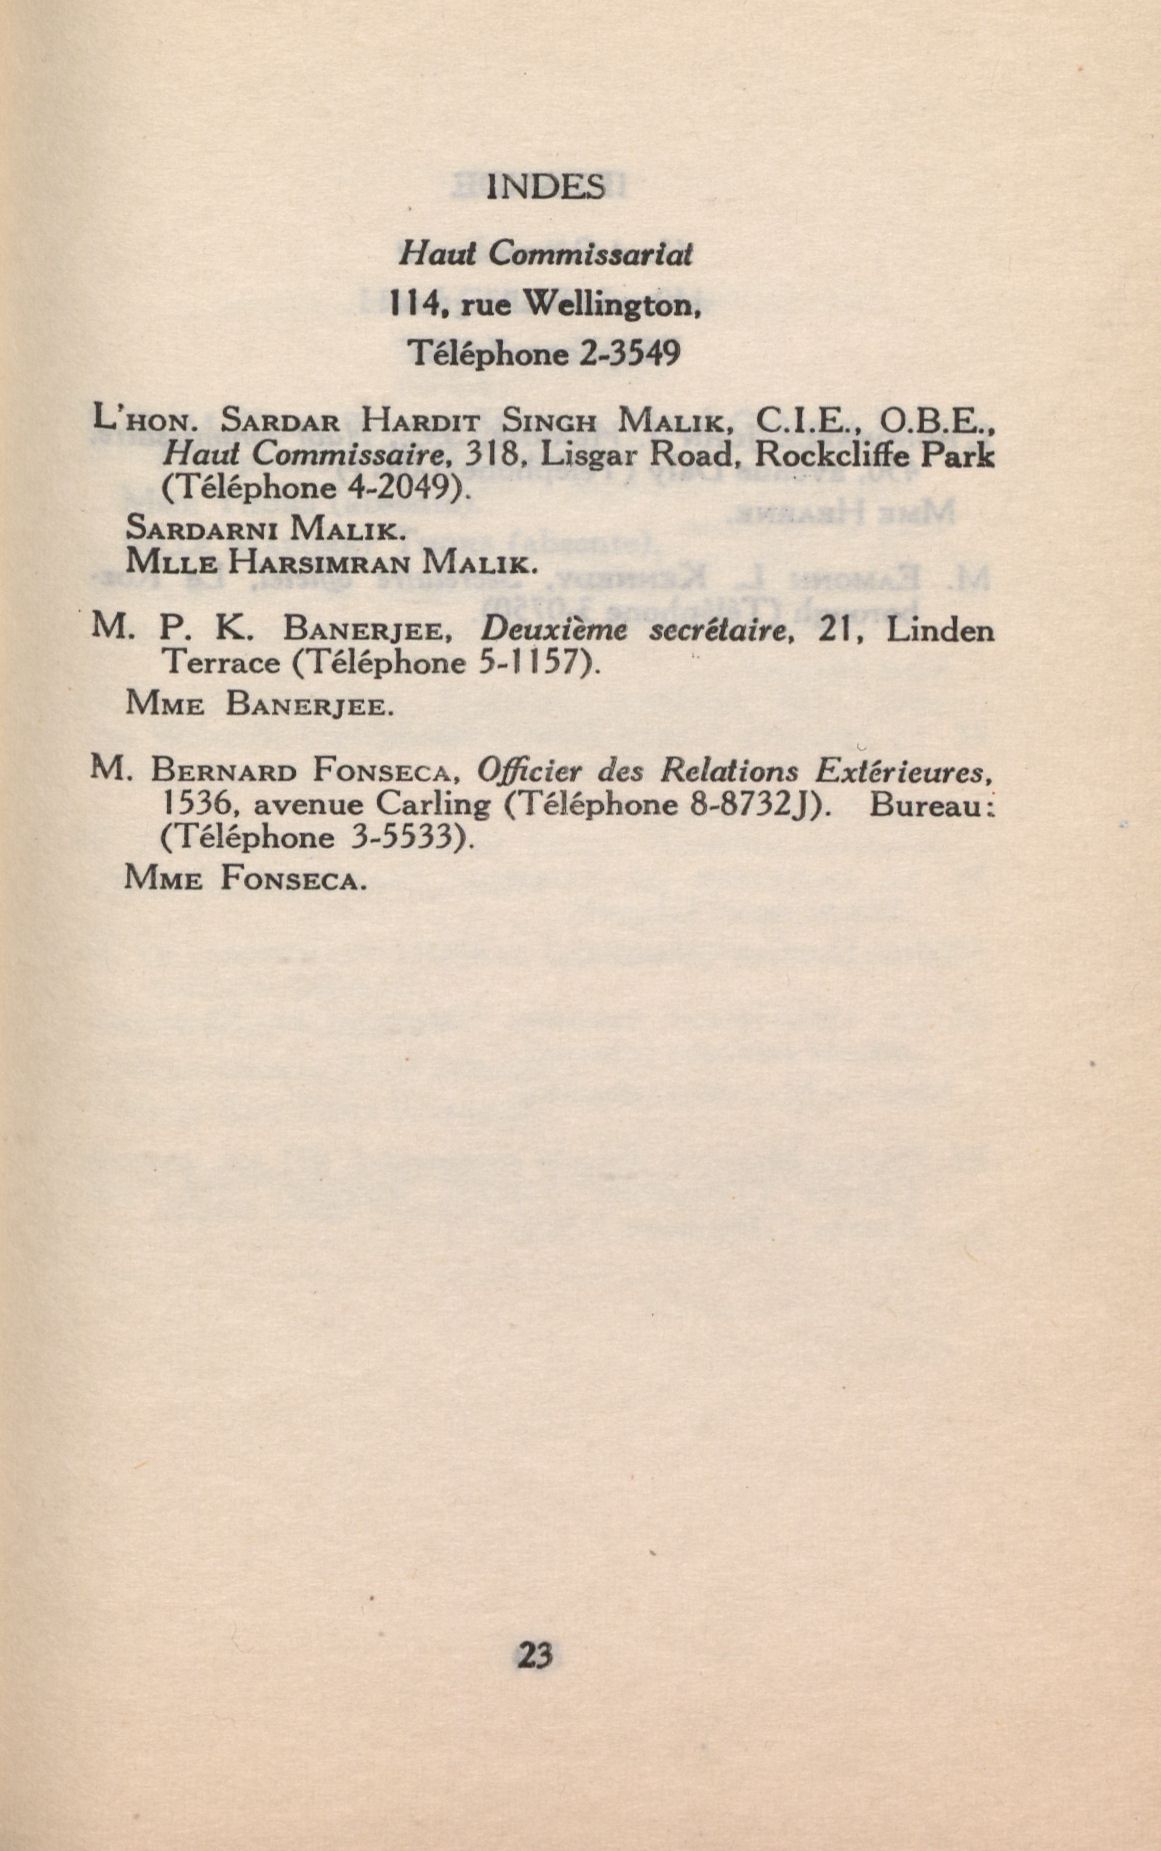 INDES
Haut Commissariat
114, rue Wellington,
Téléphone 2-3549
L'HON. SARDAR HARDIT SINGH MALIK, C.I.E., O.B.E.,
Haut Commissaire, 318, Lisgar Road, Rockcliffe Park
(Téléphone 4-2049).
SARDARNI MALIK.
MLLE HARSIMRAN MALIK.
M. P. K. BANERJEE, Deuxième secrétaire, 21, Linden
Terrace (Téléphone 5-1157).
MME BANERJEE.
M. BERNARD FONSECA, Officier des Relations Extérieures,
1536, avenue Carling (Téléphone 8-8732J). Bureau:
(Téléphone 3-5533).
MME FONSECA.
23